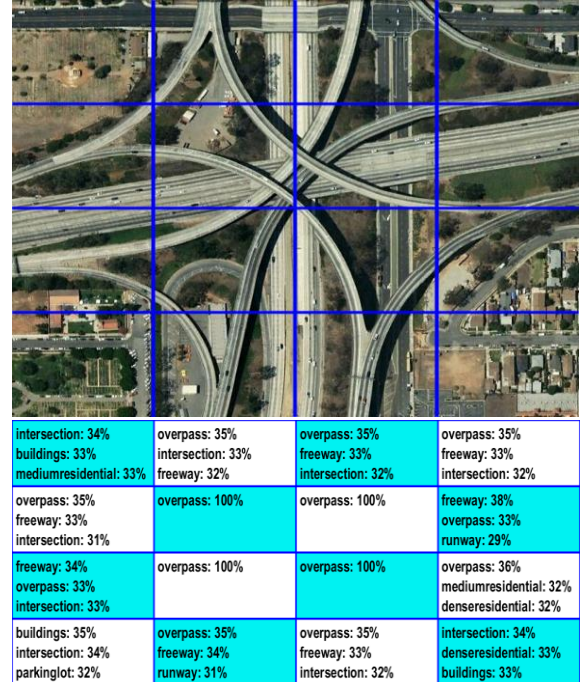 intersection: 34%
buildings: 33%
mediumresidential: 33%
overpass: 35%
intersection: 33%
freeway: 32%
overpass: 35%
freeway: 33%
intersection: 32%
overpass: 35%
freeway: 33%
intersection: 32%
overpass: 35%
freeway: 33%
intersection: 31%
overpass: 100%
overpass: 100%
freeway: 38%
overpass: 33%
runway: 29%
freeway: 34%
overpass: 33%
intersection: 33%
overpass: 100%
overpass: 100%
overpass: 36%
mediumresidential: 32%
denseresidential: 32%
buildings: 35%
intersection: 34%
parkinglot: 32%
overpass: 35%
freeway: 34%
runway: 31%
overpass: 35%
freeway: 33%
intersection: 32%
intersection: 34%
denseresidential: 33%
buildings: 33%